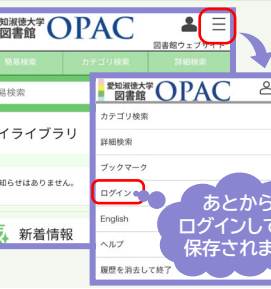 知淑徳大学
図書館 OPAC
図書館ウェブサイト
簡易検索 カテゴリ検索 詳細検索
易検索
イライブラリ
知らせはありません。
新着情報
愛知淑徳大学
図書館 OPAC
カテゴリ検索
詳細検索
ブックマーク
ログイン
English
ヘルプ
履歴を消去して終了
あとから
ログインして
保存されま